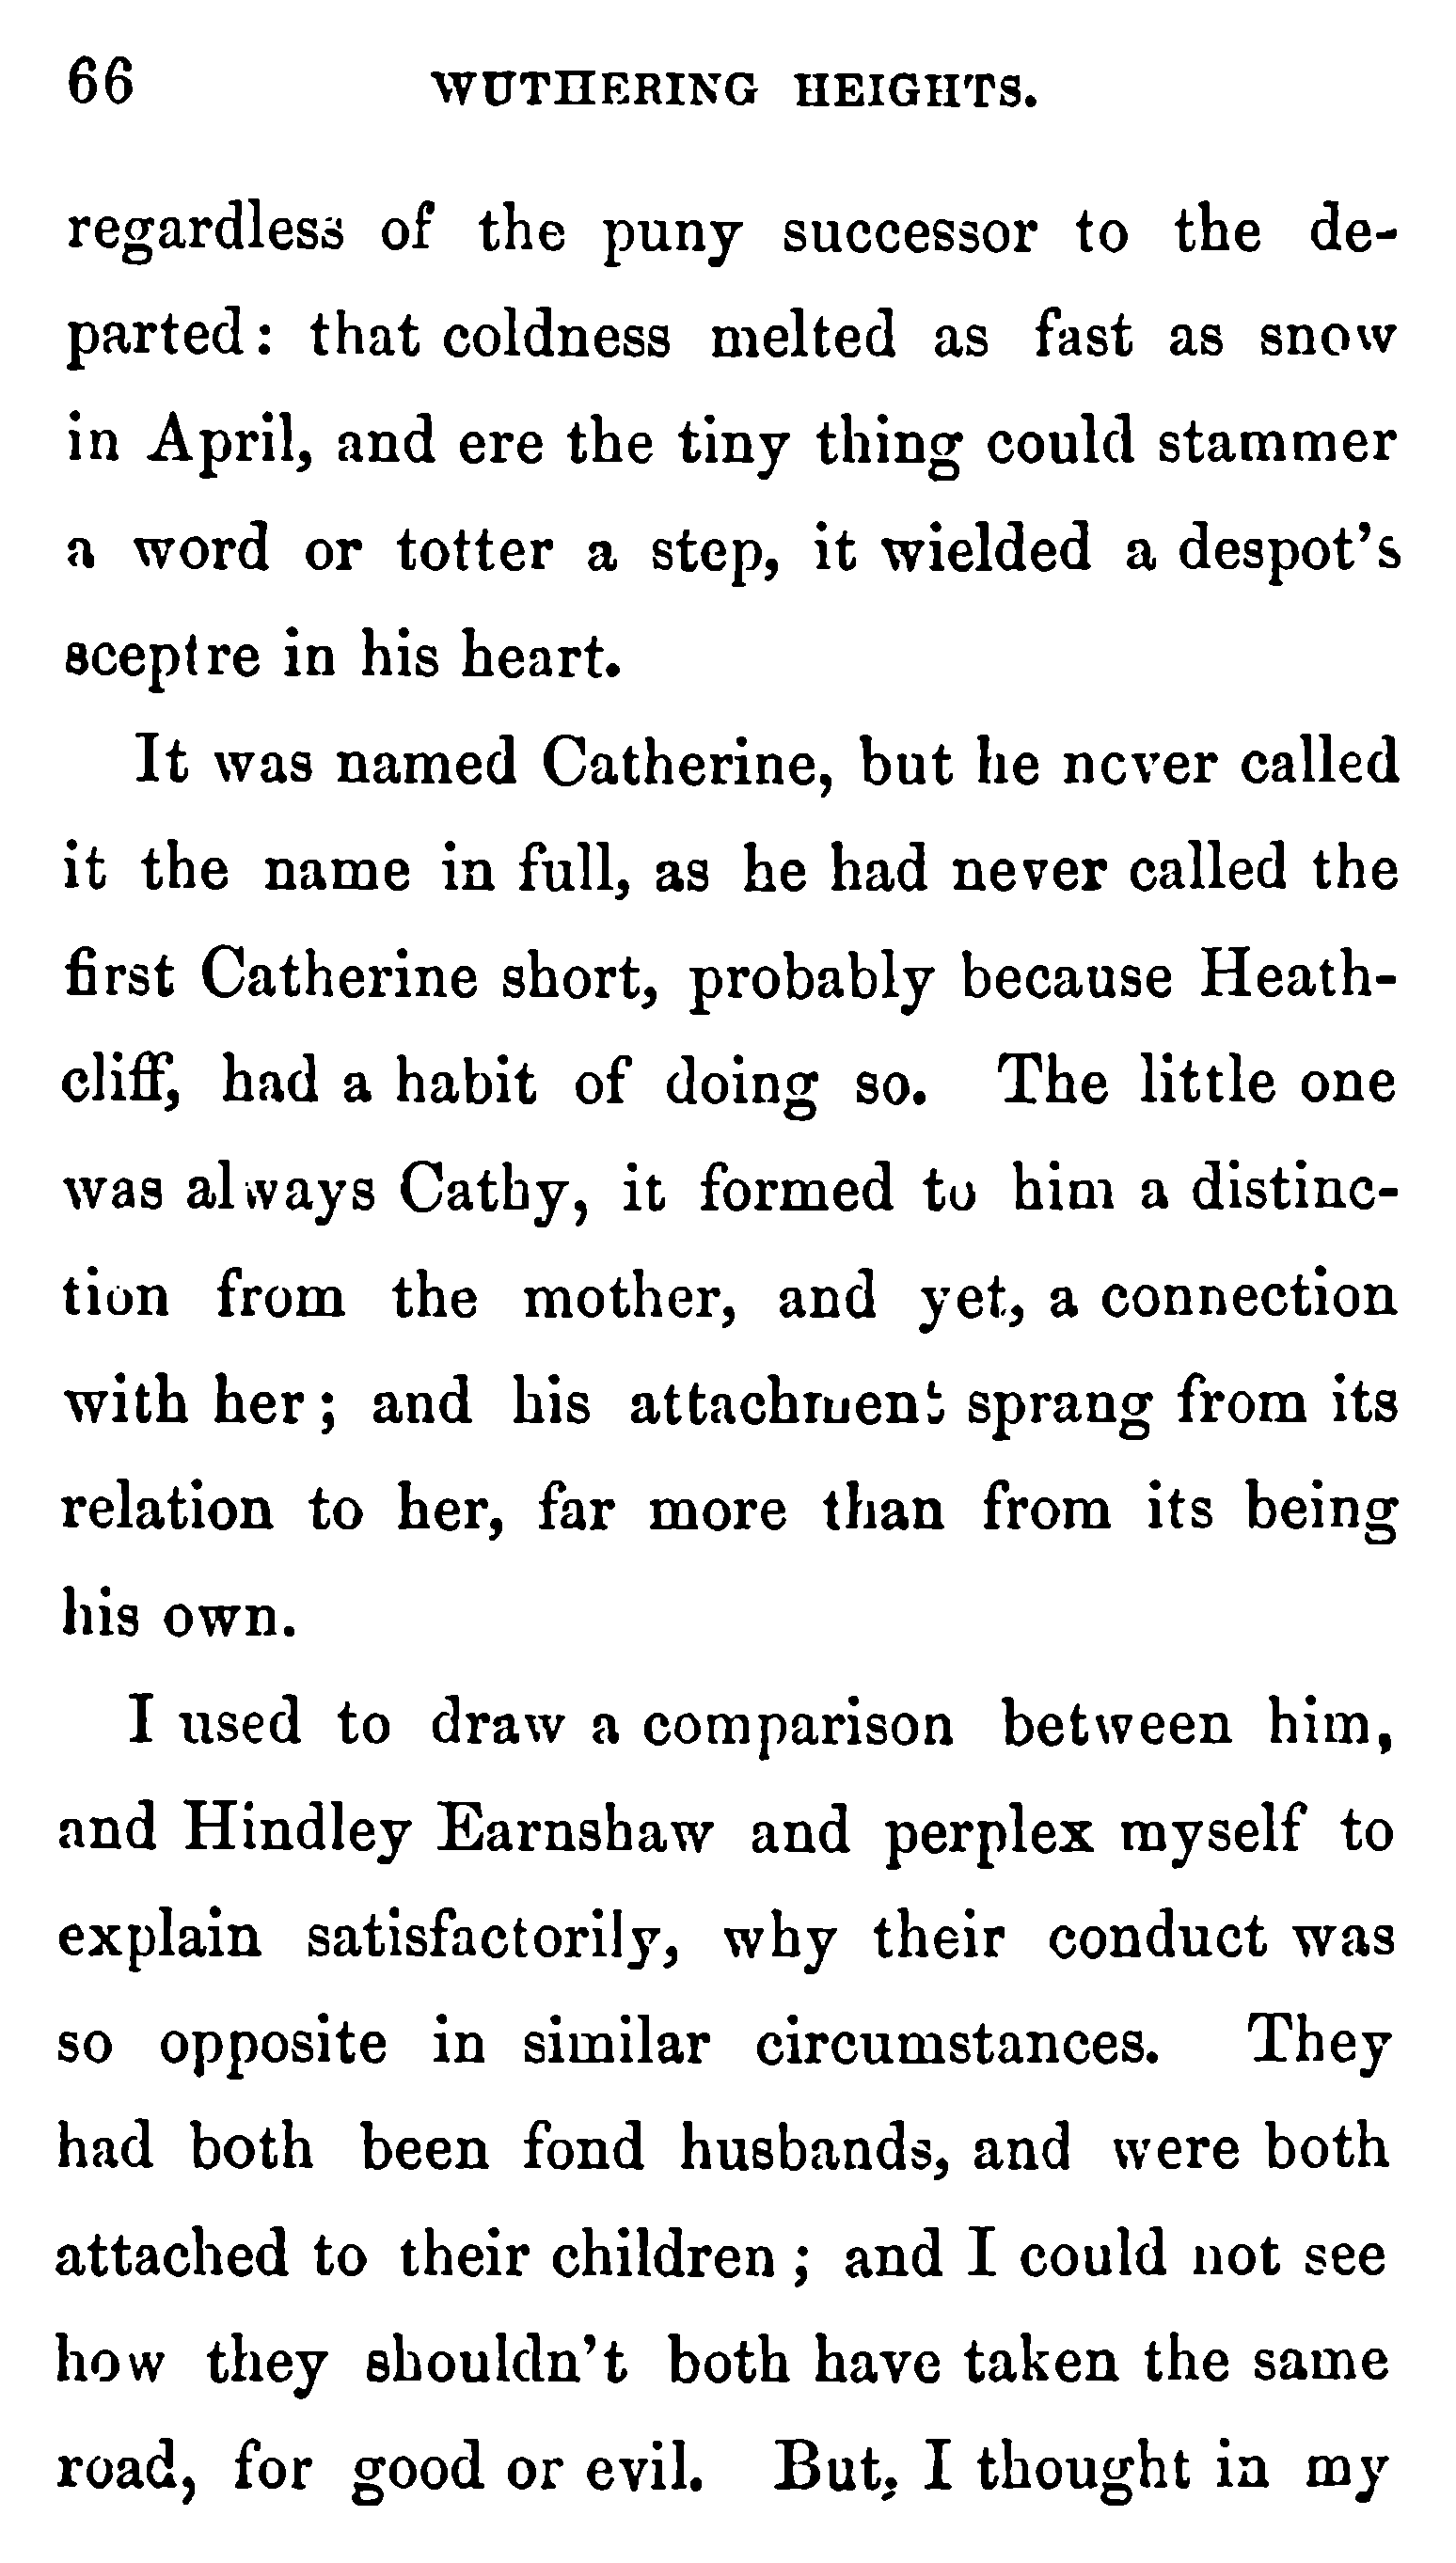 66 WUTHERING HEIGHTS.
regardless of the puny successor to the de-
parted: that coldness melted as fast as snow
in April, and ere the tiny thing could stammer
a word or totter a step, it wielded a despot's
sceptre in his heart.
It was named Catherine, but he never called
it the name in full, as he had never called the
first Catherine short, probably because Heath-
cliff, had a habit of doing so. The little one
was always Cathy, it formed to him a distinc-
tion from the mother, and yet, a connection
with her; and his attachment sprang from its
relation to her, far more than from its being
his own.
I used to draw a comparison between him,
and Hindley Earnshaw and perplex myself to
explain satisfactorily, why their conduct was
so opposite in similar circumstances. They
had both been fond husbands, and were both
attached to their children; and I could not see
how they shouldn't both have taken the same
road, for good or evil. But, I thought in my